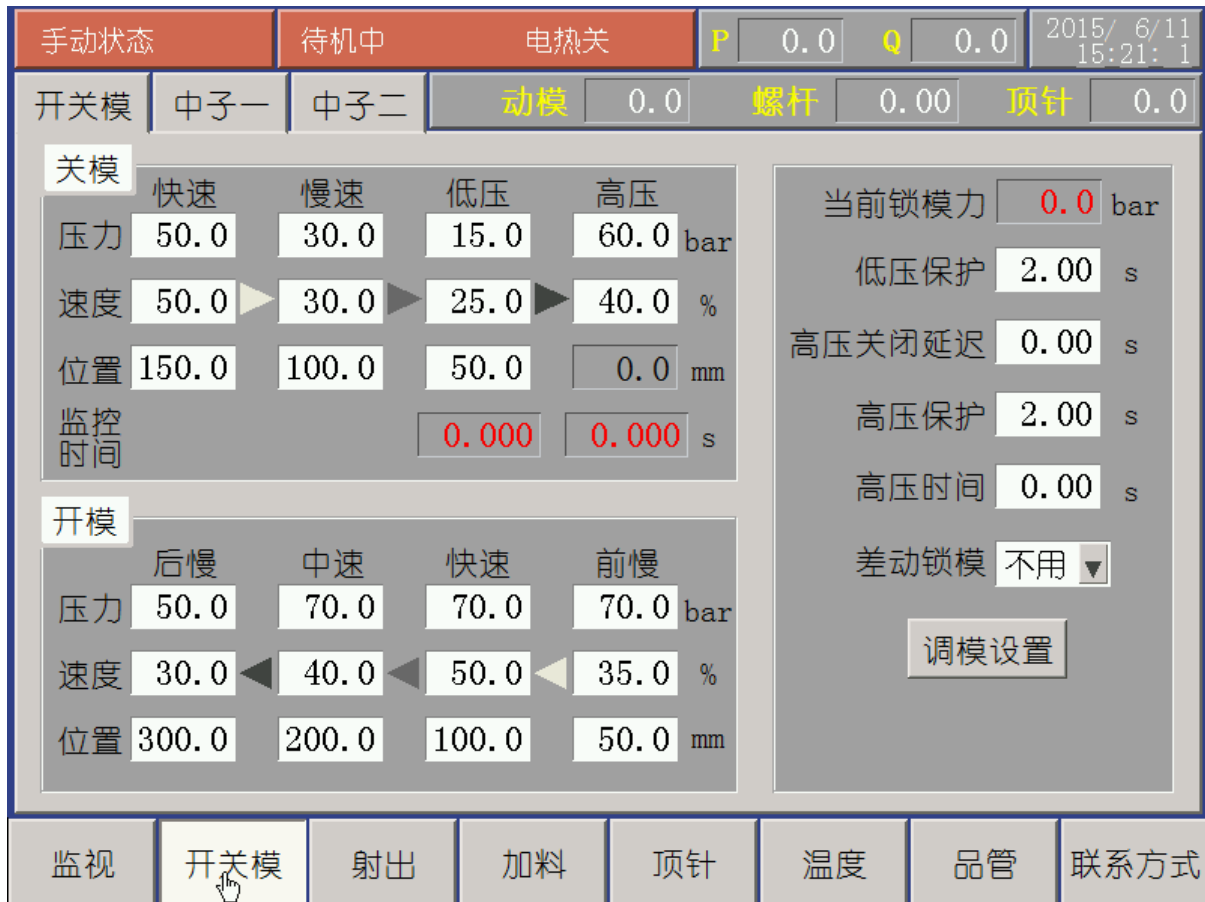 手动状态 待机中 电热关 P 0.0 Q 0.0 2015/ 6/11
15:21: 1
开关模 中子一 中子二 动模 0.0 螺杆 0.00 顶针 0.0
关模
快速 慢速 低压 高压
压力 50.0 30.0 15.0 60.0 bar
速度 50.0 30.0 25.0 40.0 %
位置 150.0 100.0 50.0 0.0 mm
监控
时间 0.000 0.000 s
开模
后慢 中速 快速 前慢
压力 50.0 70.0 70.0 70.0 bar
速度 30.0 40.0 50.0 35.0 %
位置 300.0 200.0 100.0 50.0 mm
当前锁模力 0.0 bar
低压保护 2.00 s
高压关闭延迟 0.00 s
高压保护 2.00 s
高压时间 0.00 s
差动锁模 不用
调模设置
监视 开关模 射出 加料 顶针 温度 品管 联系方式